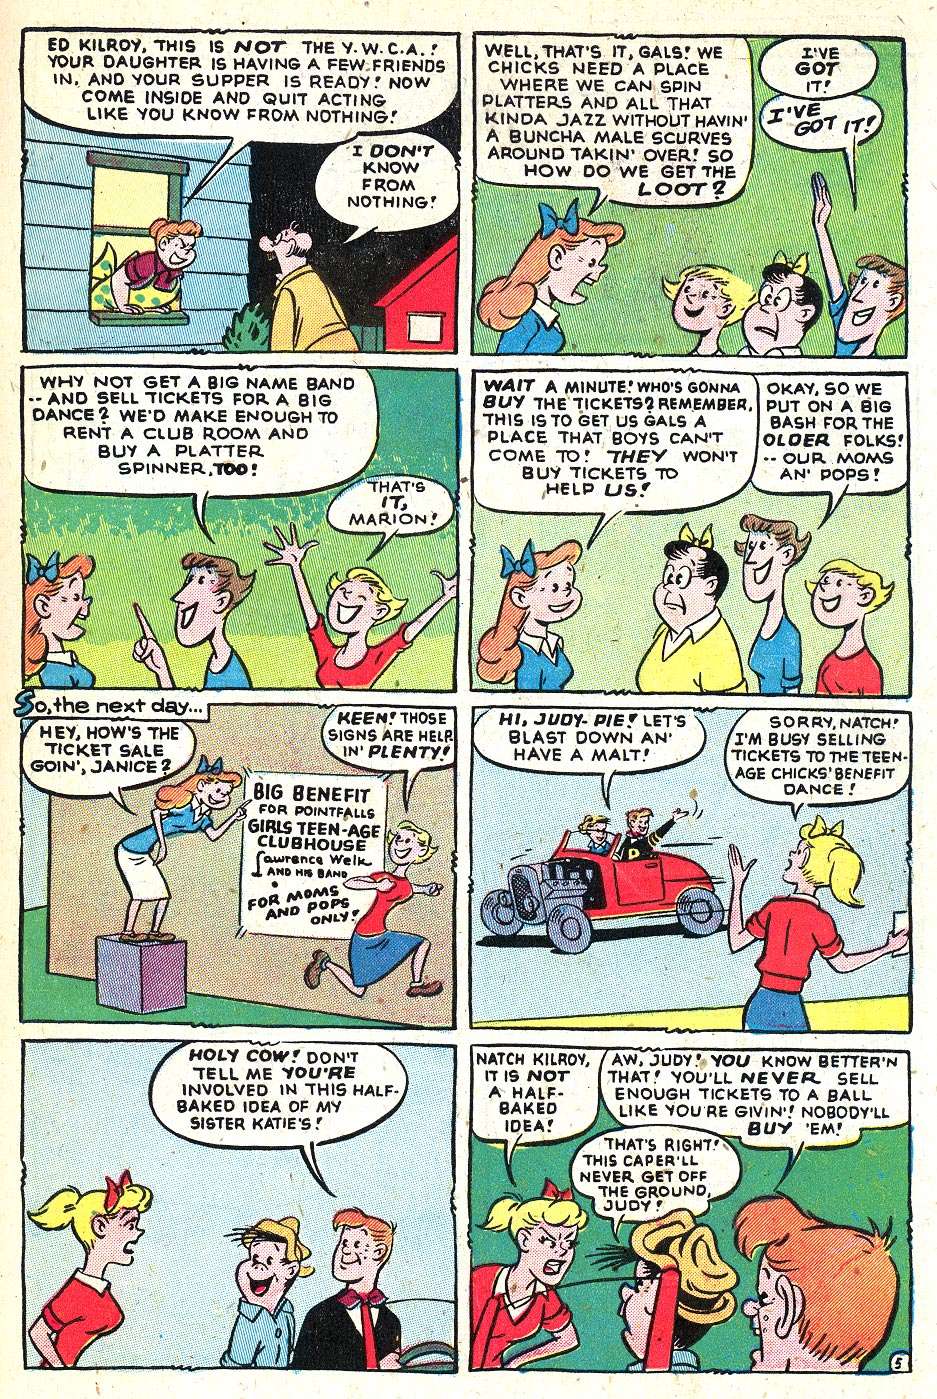 ED KILROY, THIS IS NOT THE Y.W.C.A.!
YOUR DAUGHTER IS HAVING A FEW FRIENDS
IN, AND YOUR SUPPER IS READY! NOW
COME INSIDE AND QUIT ACTING
LIKE YOU KNOW FROM NOTHING!
I DON'T
KNOW
FROM
NOTHING!
WELL, THAT'S IT, GALS! WE
CHICKS NEED A PLACE
WHERE WE CAN SPIN
PLATTERS AND ALL THAT
KINDA JAZZ WITHOUT HAVIN'
A BUNCHA MALE SCURVES
AROUND TAKIN' OVER! SO
HOW DO WE GET THE
LOOT?
I'VE
GOT
IT!
I'VE
GOT IT!
WHY NOT GET A BIG NAME BAND
-- AND SELL TICKETS FOR A BIG
DANCE? WE'D MAKE ENOUGH TO
RENT A CLUB ROOM AND
BUY A PLATTER
SPINNER, TOO!
THAT'S
IT,
MARION!
WAIT A MINUTE! WHO'S GONNA
BUY THE TICKETS? REMEMBER,
THIS IS TO GET US GALS A
PLACE THAT BOYS CAN'T
COME TO! THEY WON'T
BUY TICKETS TO
HELP US!
OKAY, SO WE
PUT ON A BIG
BASH FOR THE
OLDER FOLKS!
-- OUR MOMS
AN' POPS!
So, the next day...
HEY, HOW'S THE
TICKET SALE
GOIN', JANICE?
KEEN! THOSE
SIGNS ARE HELP-
IN' PLENTY!
BIG BENEFIT
FOR POINTFALLS
GIRLS TEEN-AGE
CLUBHOUSE
Lawrence Welk
AND HIS BAND
FOR MOMS
AND POPS
ONLY!
HI, JUDY-PIE! LET'S
BLAST DOWN AN'
HAVE A MALT!
SORRY, NATCH!
I'M BUSY SELLING
TICKETS TO THE TEEN-
AGE CHICKS' BENEFIT
DANCE!
P
HOLY COW! DON'T
TELL ME YOU'RE
INVOLVED IN THIS HALF-
BAKED IDEA OF MY
SISTER KATIE'S!
NATCH KILROY,
IT IS NOT
A HALF-
BAKED
IDEA!
AW, JUDY! YOU KNOW BETTER'N
THAT! YOU'LL NEVER SELL
ENOUGH TICKETS TO A BALL
LIKE YOU'RE GIVIN'! NOBODY'LL
BUY 'EM!
THAT'S RIGHT!
THIS CAPER'LL
NEVER GET OFF
THE GROUND,
JUDY!
5